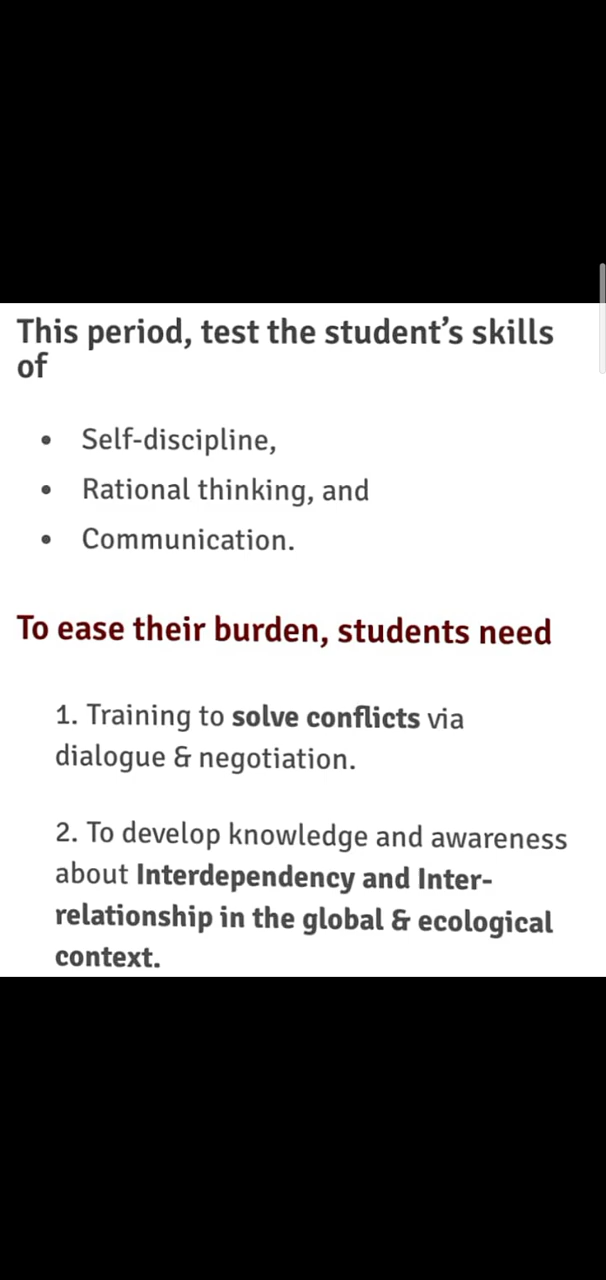 This period, test the student’s skills
of
• Self-discipline,
• Rational thinking, and
• Communication.
To ease their burden, students need
1. Training to solve conflicts via
dialogue & negotiation.
2. To develop knowledge and awareness
about Interdependency and Inter-
relationship in the global & ecological
context.